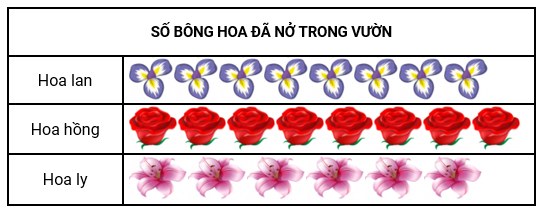 SỐ BÔNG HOA ĐÃ NỞ TRONG VƯỜN
Hoa lan
Hoa hồng
Hoa ly